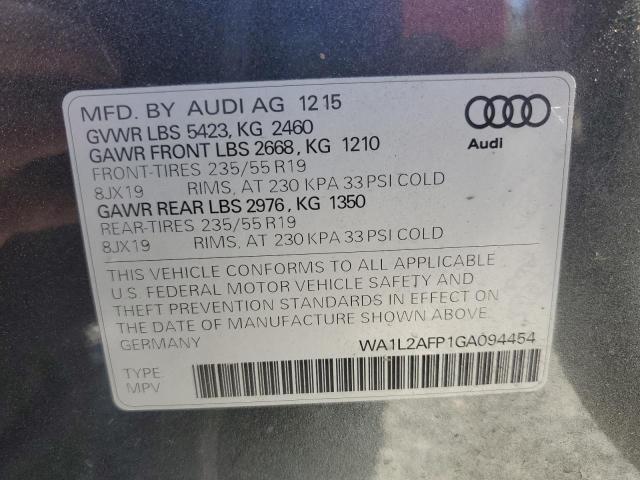 MFD. BY AUDI AG 1215
GVWR LBS 5423, KG 2460
GAWR FRONT LBS 2668, KG 1210
FRONT-TIRES 235/55 R19
8JX19 RIMS, AT 230 KPA 33 PSI COLD
GAWR REAR LBS 2976, KG 1350
REAR-TIRES 235/55 R19
8JX19 RIMS, AT 230 KPA 33 PSI COLD
Audi
THIS VEHICLE CONFORMS TO ALL APPLICABLE
U.S. FEDERAL MOTOR VEHICLE SAFETY AND
THEFT PREVENTION STANDARDS IN EFFECT ON
THE DATE OF MANUFACTURE SHOWN ABOVE.
GERMANY WA1L2AFP1GA094454
TYPE:
MPV